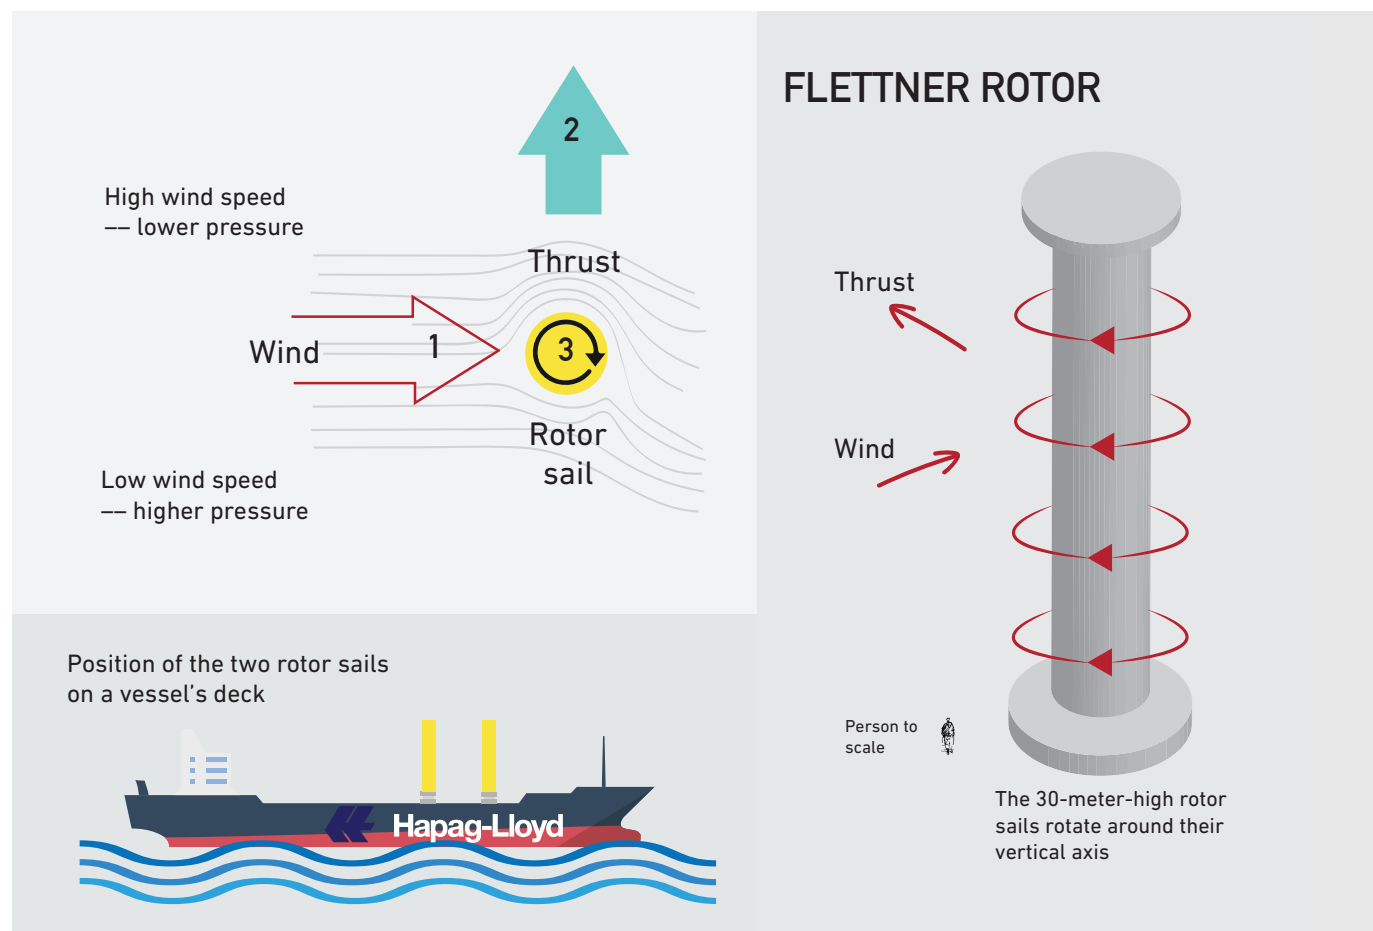 2
High wind speed
–– lower pressure
Thrust
Wind
1
3
Rotor
sail
Low wind speed
–– higher pressure
Position of the two rotor sails
on a vessel’s deck
Hapag-Lloyd
FLETTNER ROTOR
Thrust
Wind
Person to
scale
The 30-meter-high rotor
sails rotate around their
vertical axis